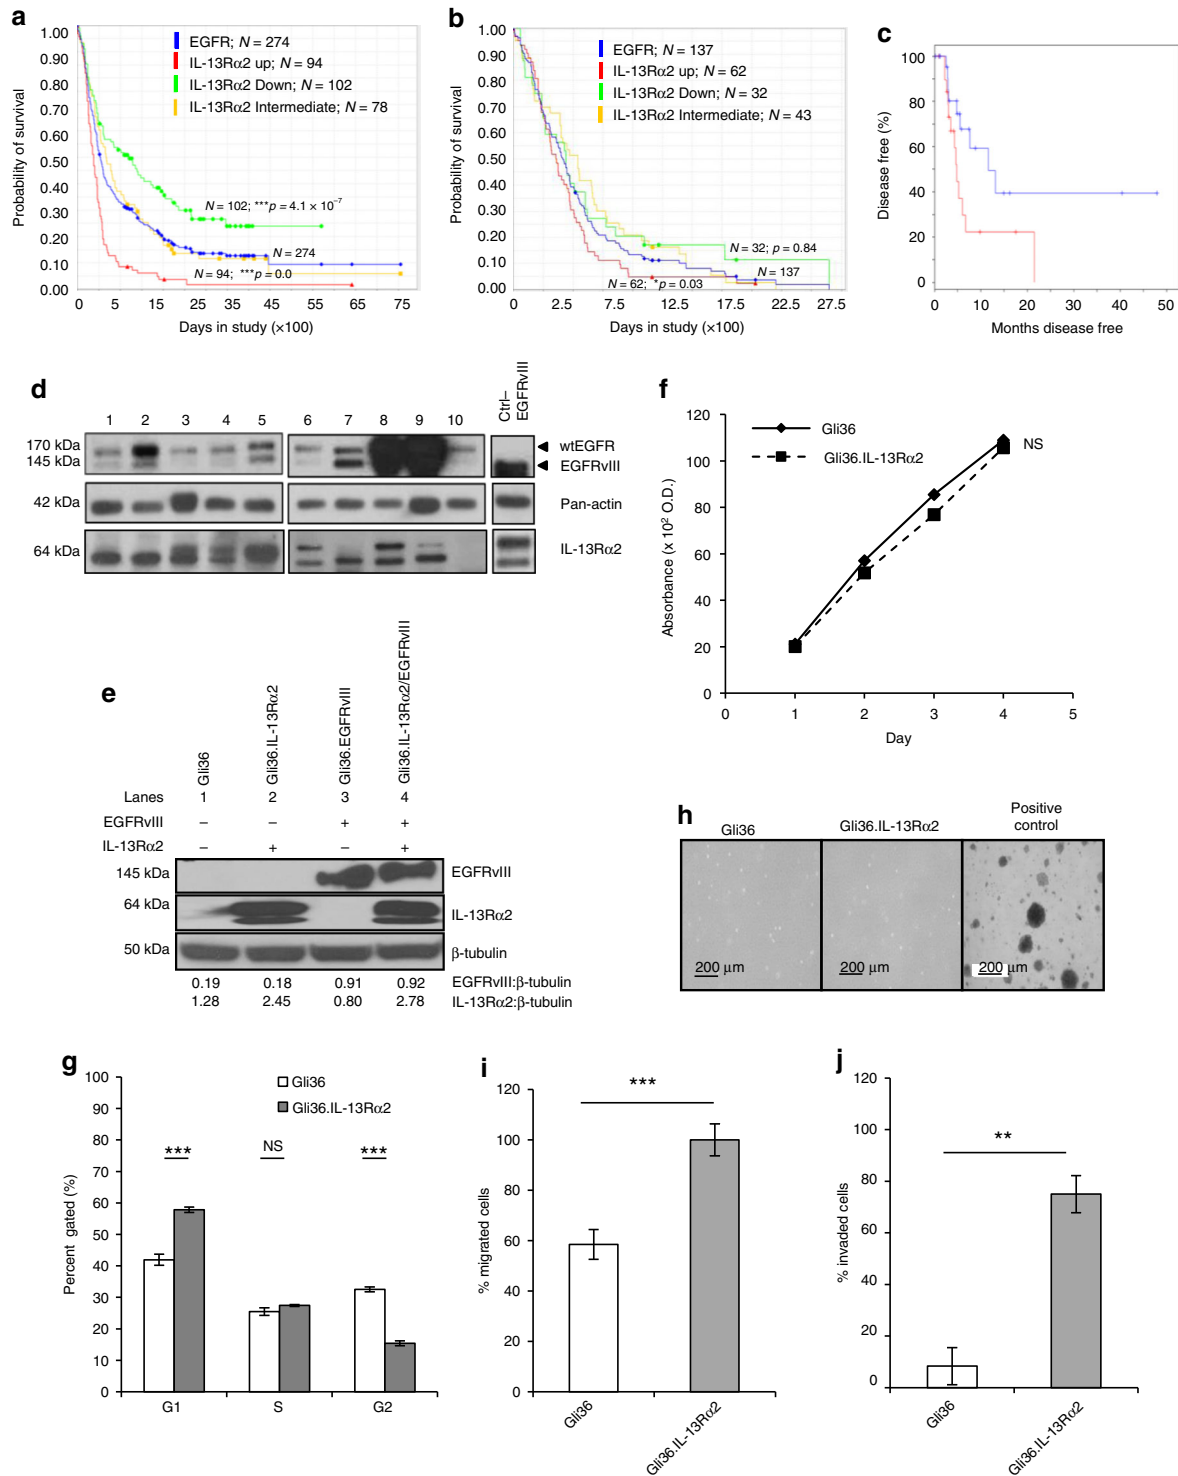 a
1.00
0.90
0.80
0.70
0.60
0.50
0.40
0.30
0.20
0.10
0.00
Probability of survival
EGFR; N = 274
IL-13Rα2 up; N = 94
IL-13Rα2 Down; N = 102
IL-13Rα2 Intermediate; N = 78
N = 102; ***p = 4.1 × 10⁻⁷
N = 274
N = 94; ***p = 0.0
0 5 15 25 35 45 55 65 75
Days in study (×100)
b
1.00
0.90
0.80
0.70
0.60
0.50
0.40
0.30
0.20
0.10
0.00
Probability of survival
EGFR; N = 137
IL-13Rα2 up; N = 62
IL-13Rα2 Down; N = 32
IL-13Rα2 Intermediate; N = 43
N = 32; p = 0.84
N = 137
N = 62; *p = 0.03
0 2.5 7.5 12.5 18.5 22.5 27.5
Days in study (×100)
c
100
80
60
40
20
0
Disease free (%)
0 10 20 30 40 50
Months disease free
d
1 2 3 4 5 6 7 8 9 10
Ctrl–
EGFRvIII
170 kDa
145 kDa
wtEGFR
EGFRvIII
42 kDa
Pan-actin
64 kDa
IL-13Rα2
e
Gli36
Gli36.IL-13Rα2
Gli36.EGFRvIII
Gli36.IL-13Rα2/EGFRvIII
Lanes 1 2 3 4
EGFRvIII – – + +
IL-13Rα2 – + – +
145 kDa
EGFRvIII
64 kDa
IL-13Rα2
50 kDa
β-tubulin
0.19 0.18 0.91 0.92 EGFRvIII:β-tubulin
1.28 2.45 0.80 2.78 IL-13Rα2:β-tubulin
f
120
100
80
60
40
20
0
Absorbance (x 10² O.D.)
Gli36
Gli36.IL-13Rα2
NS
0 1 2 3 4 5
Day
h
Gli36
Gli36.IL-13Rα2
Positive
control
200 µm
200 µm
200 µm
g
100
90
80
70
60
50
40
30
20
10
0
Percent gated (%)
Gli36
Gli36.IL-13Rα2
***
NS
***
G1 S G2
i
120
100
80
60
40
20
0
% migrated cells
***
Gli36
Gli36.IL-13Rα2
j
120
100
80
60
40
20
0
% invaded cells
**
Gli36
Gli36.IL-13Rα2